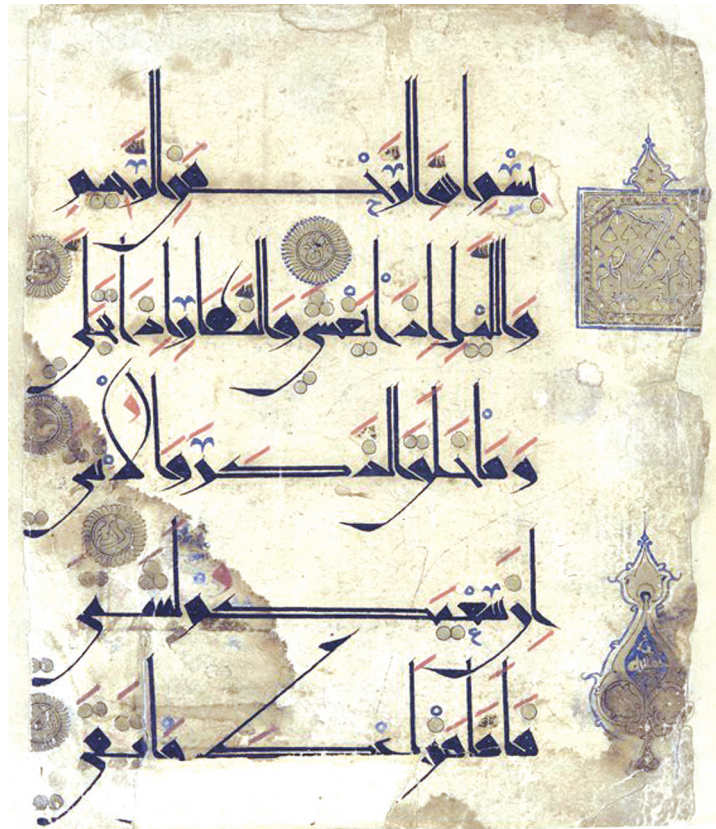 بسم الله الرحمن الرحيم
والليل اذا يغشى والنهار اذا تجلى
وما خلق الذكر والانثى
ان سعيكم لشتى
فاما من اعطى واتقى